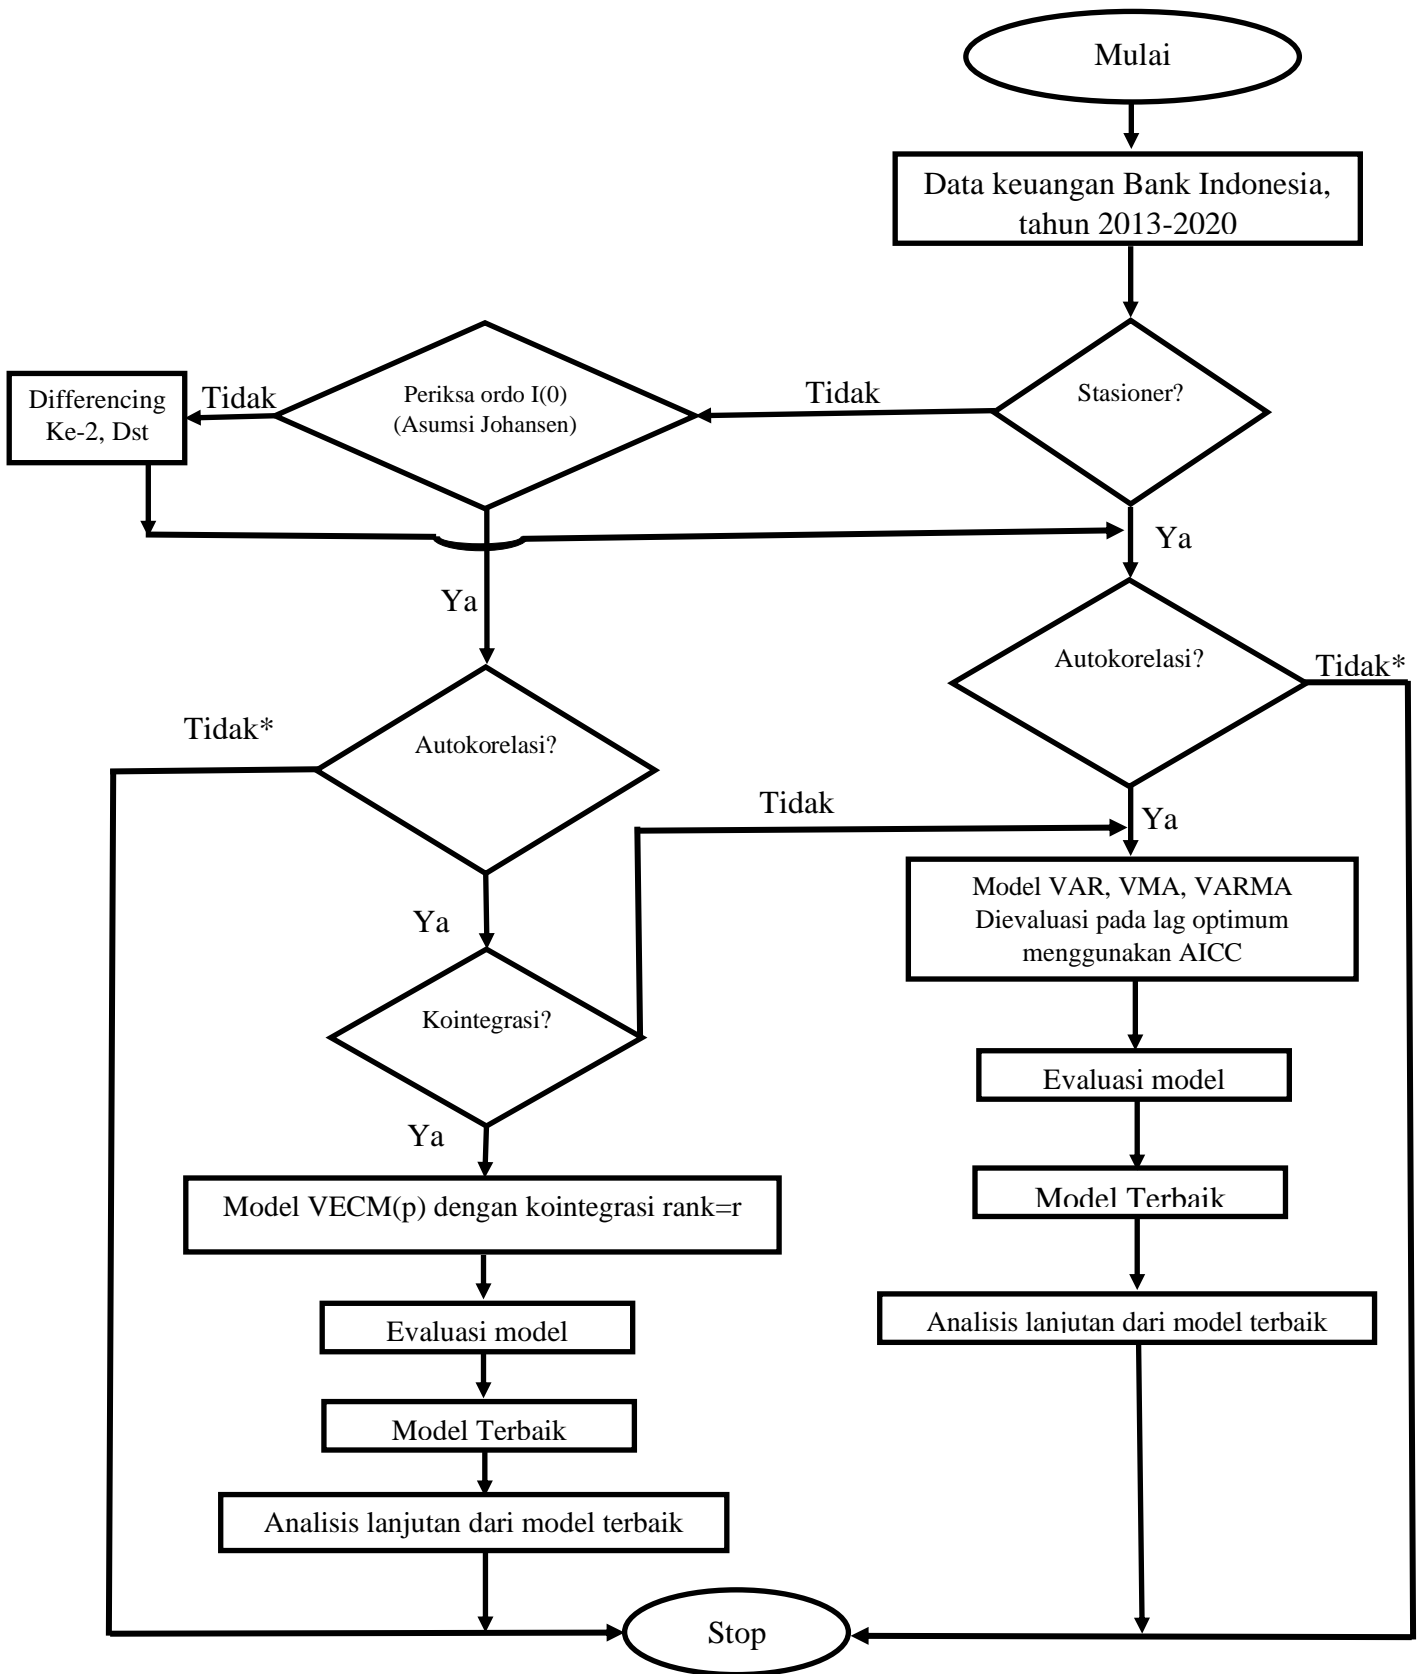 Mulai
Data keuangan Bank Indonesia,
tahun 2013-2020
Stasioner?
Tidak
Periksa ordo I(0)
(Asumsi Johansen)
Tidak
Differencing
Ke-2, Dst
Ya
Ya
Autokorelasi?
Tidak*
Autokorelasi?
Tidak*
Tidak
Ya
Ya
Model VAR, VMA, VARMA
Dievaluasi pada lag optimum
menggunakan AICC
Kointegrasi?
Evaluasi model
Ya
Model VECM(p) dengan kointegrasi rank=r
Model Terbaik
Evaluasi model
Analisis lanjutan dari model terbaik
Model Terbaik
Analisis lanjutan dari model terbaik
Stop